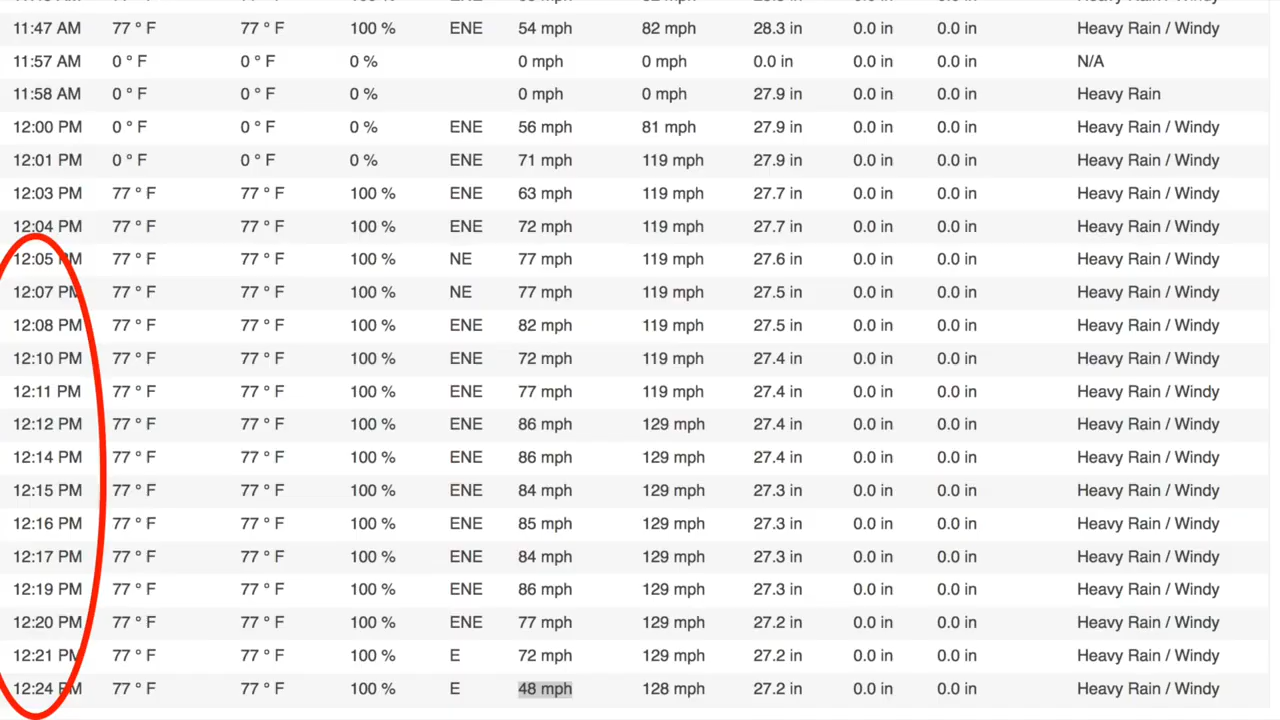 11:47 AM 77 ° F 77 ° F 100 % ENE 54 mph 82 mph 28.3 in 0.0 in 0.0 in Heavy Rain / Windy
11:57 AM 0 ° F 0 ° F 0 % 0 mph 0 mph 0.0 in 0.0 in 0.0 in N/A
11:58 AM 0 ° F 0 ° F 0 % 0 mph 0 mph 27.9 in 0.0 in 0.0 in Heavy Rain
12:00 PM 0 ° F 0 ° F 0 % ENE 56 mph 81 mph 27.9 in 0.0 in 0.0 in Heavy Rain / Windy
12:01 PM 0 ° F 0 ° F 0 % ENE 71 mph 119 mph 27.9 in 0.0 in 0.0 in Heavy Rain / Windy
12:03 PM 77 ° F 77 ° F 100 % ENE 63 mph 119 mph 27.7 in 0.0 in 0.0 in Heavy Rain / Windy
12:04 PM 77 ° F 77 ° F 100 % ENE 72 mph 119 mph 27.7 in 0.0 in 0.0 in Heavy Rain / Windy
12:05 PM 77 ° F 77 ° F 100 % NE 77 mph 119 mph 27.6 in 0.0 in 0.0 in Heavy Rain / Windy
12:07 PM 77 ° F 77 ° F 100 % NE 77 mph 119 mph 27.5 in 0.0 in 0.0 in Heavy Rain / Windy
12:08 PM 77 ° F 77 ° F 100 % ENE 82 mph 119 mph 27.5 in 0.0 in 0.0 in Heavy Rain / Windy
12:10 PM 77 ° F 77 ° F 100 % ENE 72 mph 119 mph 27.4 in 0.0 in 0.0 in Heavy Rain / Windy
12:11 PM 77 ° F 77 ° F 100 % ENE 77 mph 119 mph 27.4 in 0.0 in 0.0 in Heavy Rain / Windy
12:12 PM 77 ° F 77 ° F 100 % ENE 86 mph 129 mph 27.4 in 0.0 in 0.0 in Heavy Rain / Windy
12:14 PM 77 ° F 77 ° F 100 % ENE 86 mph 129 mph 27.4 in 0.0 in 0.0 in Heavy Rain / Windy
12:15 PM 77 ° F 77 ° F 100 % ENE 84 mph 129 mph 27.3 in 0.0 in 0.0 in Heavy Rain / Windy
12:16 PM 77 ° F 77 ° F 100 % ENE 85 mph 129 mph 27.3 in 0.0 in 0.0 in Heavy Rain / Windy
12:17 PM 77 ° F 77 ° F 100 % ENE 84 mph 129 mph 27.3 in 0.0 in 0.0 in Heavy Rain / Windy
12:19 PM 77 ° F 77 ° F 100 % ENE 86 mph 129 mph 27.3 in 0.0 in 0.0 in Heavy Rain / Windy
12:20 PM 77 ° F 77 ° F 100 % ENE 77 mph 129 mph 27.2 in 0.0 in 0.0 in Heavy Rain / Windy
12:21 PM 77 ° F 77 ° F 100 % E 72 mph 129 mph 27.2 in 0.0 in 0.0 in Heavy Rain / Windy
12:24 PM 77 ° F 77 ° F 100 % E 48 mph 128 mph 27.2 in 0.0 in 0.0 in Heavy Rain / Windy